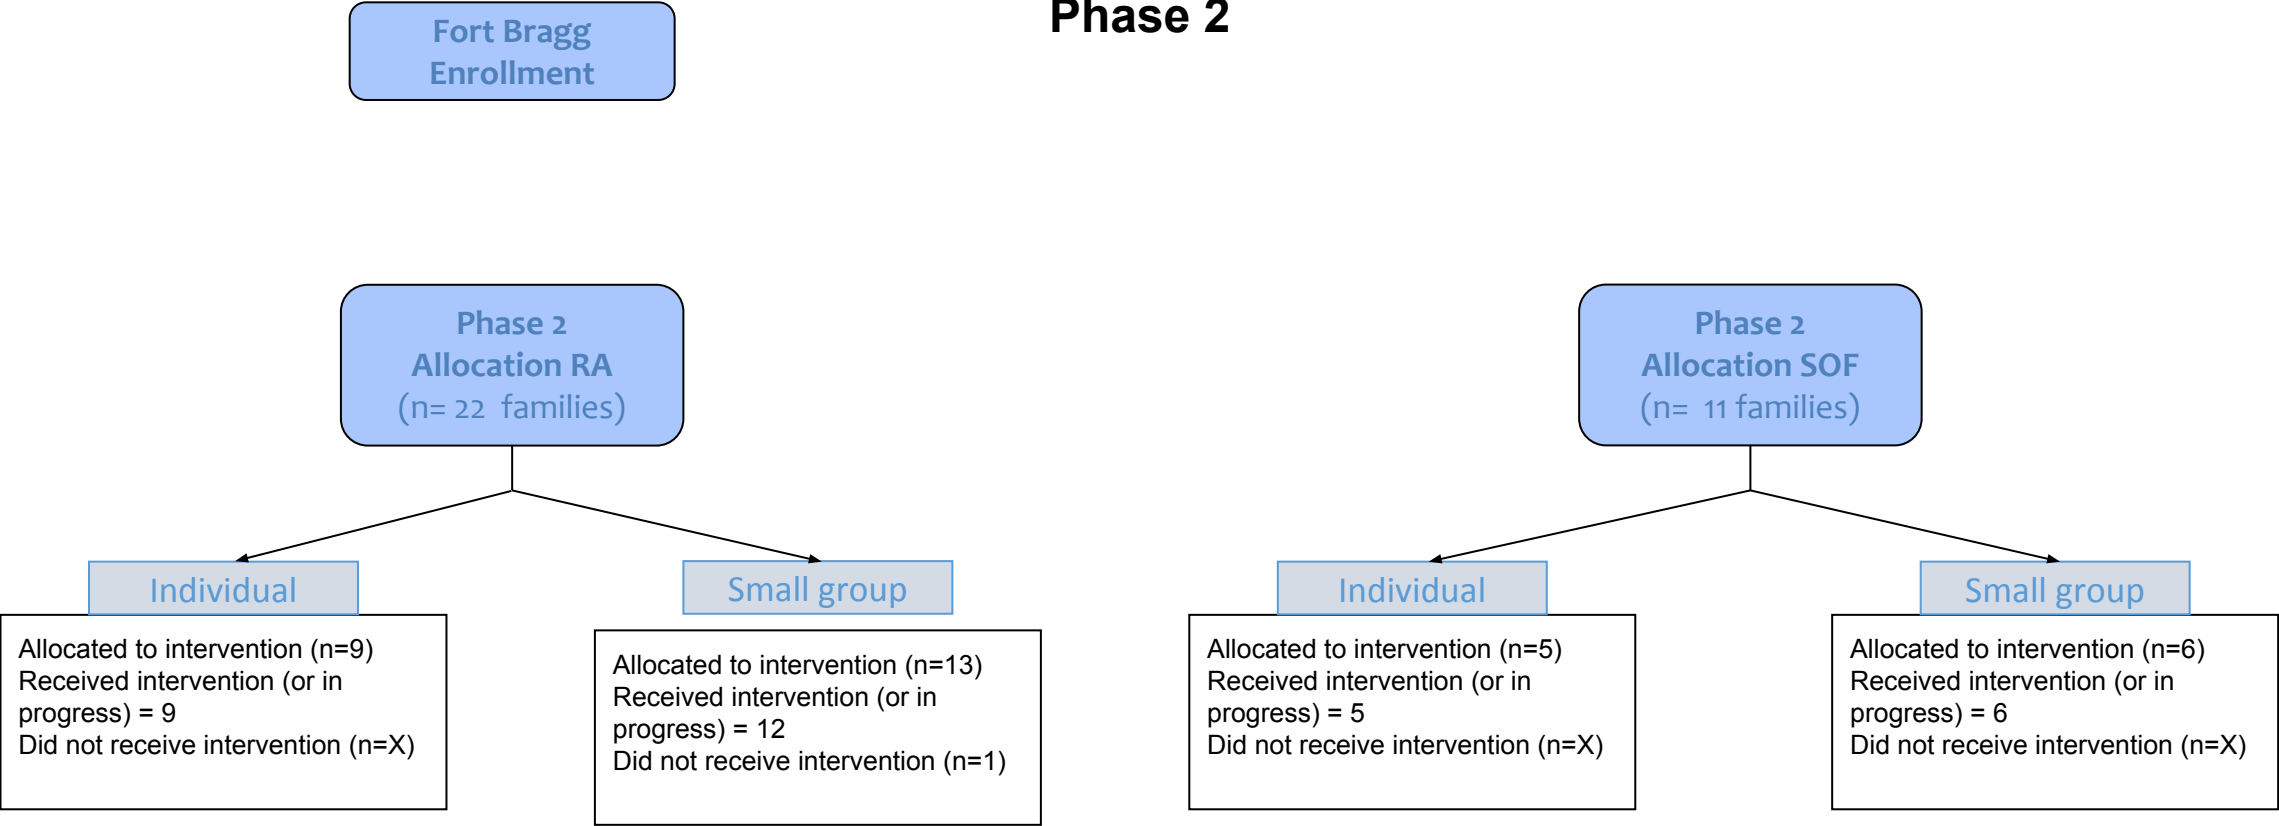 Phase 2
Fort Bragg
Enrollment
Phase 2
Allocation RA
(n= 22  families)
Phase 2
Allocation SOF
(n=  11 families)
Individual
Allocated to intervention (n=9)
Received intervention (or in
progress) = 9
Did not receive intervention (n=X)
Small group
Allocated to intervention (n=13)
Received intervention (or in
progress) = 12
Did not receive intervention (n=1)
Individual
Allocated to intervention (n=5)
Received intervention (or in
progress) = 5
Did not receive intervention (n=X)
Small group
Allocated to intervention (n=6)
Received intervention (or in
progress) = 6
Did not receive intervention (n=X)